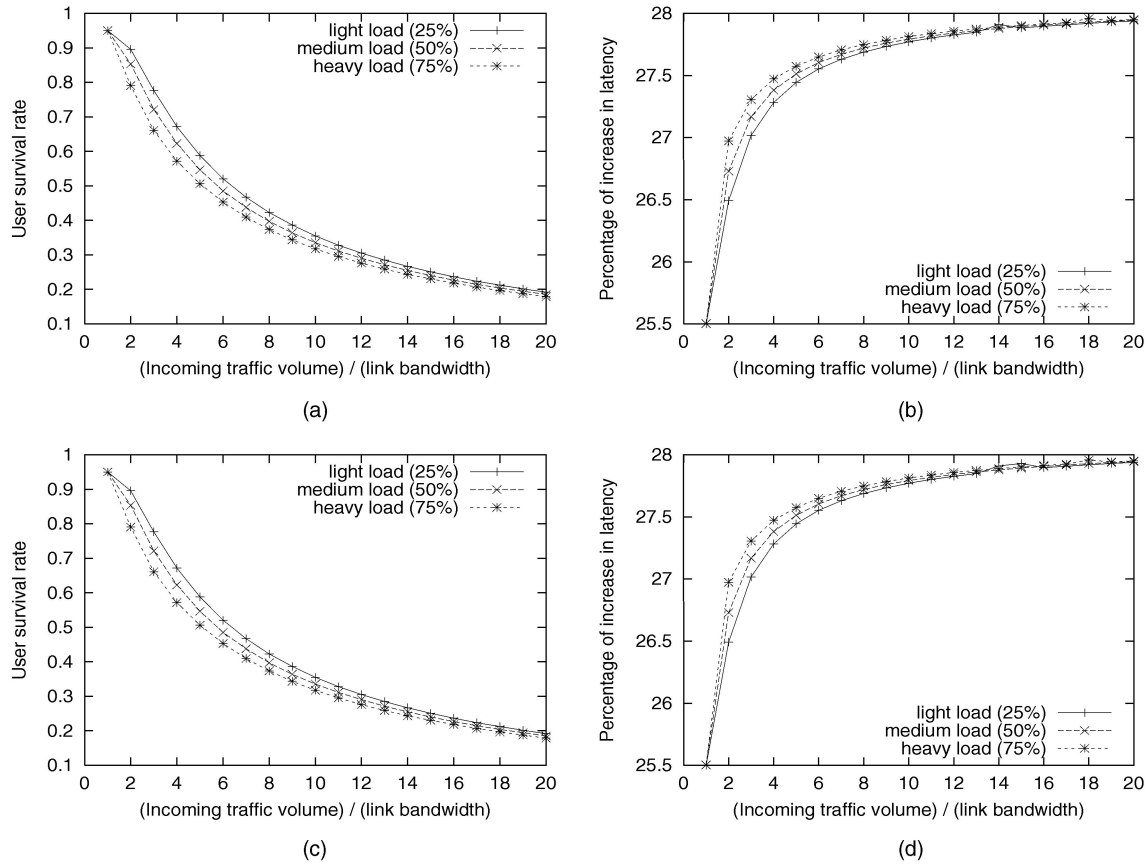 User survival rate
1
0.9
0.8
0.7
0.6
0.5
0.4
0.3
0.2
0.1
light load (25%)
medium load (50%)
heavy load (75%)
0 2 4 6 8 10 12 14 16 18 20
(Incoming traffic volume) / (link bandwidth)
(a)
Percentage of increase in latency
28
27.5
27
26.5
26
25.5
light load (25%)
medium load (50%)
heavy load (75%)
0 2 4 6 8 10 12 14 16 18 20
(Incoming traffic volume) / (link bandwidth)
(b)
User survival rate
1
0.9
0.8
0.7
0.6
0.5
0.4
0.3
0.2
0.1
light load (25%)
medium load (50%)
heavy load (75%)
0 2 4 6 8 10 12 14 16 18 20
(Incoming traffic volume) / (link bandwidth)
(c)
Percentage of increase in latency
28
27.5
27
26.5
26
25.5
light load (25%)
medium load (50%)
heavy load (75%)
0 2 4 6 8 10 12 14 16 18 20
(Incoming traffic volume) / (link bandwidth)
(d)